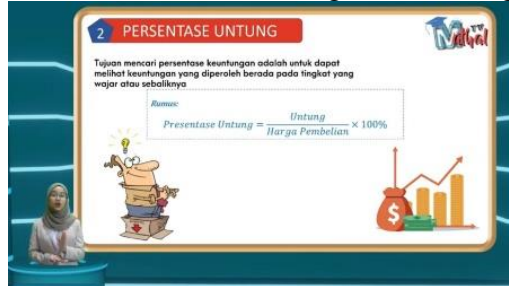 2 PERSENTASE UNTUNG
TV
Tujuan mencari persentase keuntungan adalah untuk dapat
melihat keuntungan yang diperoleh berada pada tingkat yang
wajar atau sebaliknya
Rumus:
Presentase Untung = Untung / Harga Pembelian × 100%
?
$